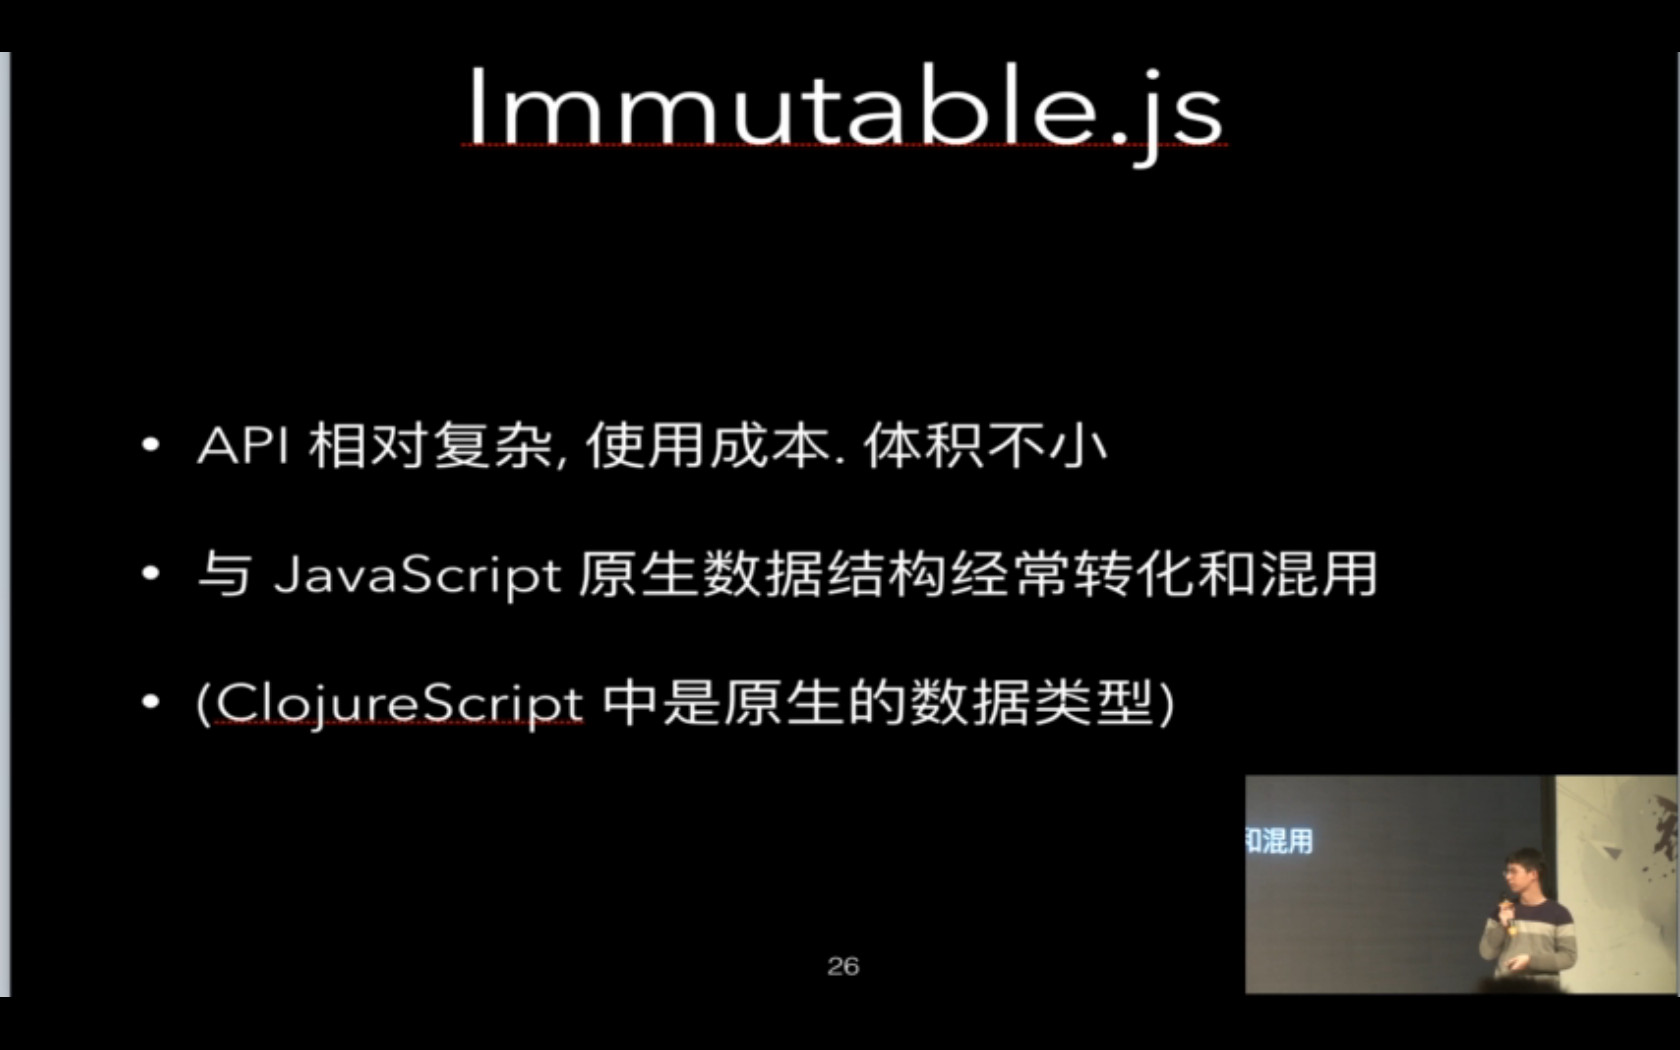 Immutable.js
• API 相对复杂, 使用成本. 体积不小
• 与 JavaScript 原生数据结构经常转化和混用
• (ClojureScript 中是原生的数据类型)
和混用
26